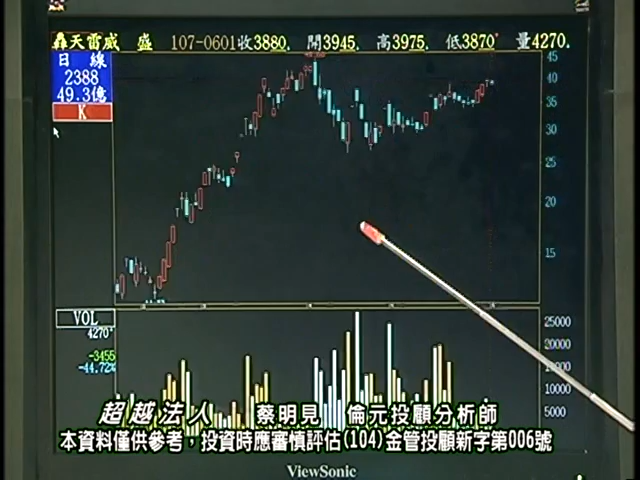 轟天雷威 盛 107-0601收3880. 開3945. 高3975. 低3870 量4270.
日 線
2388
49.3億
K
45
40
35
30
25
20
15
VOL
4270
-3455
-44.72%
25000
20000
15000
10000
5000
超越法人 蔡明見 倫元投顧分析師
本資料僅供參考，投資時應審慎評估(104)金管投顧新字第006號
ViewSonic